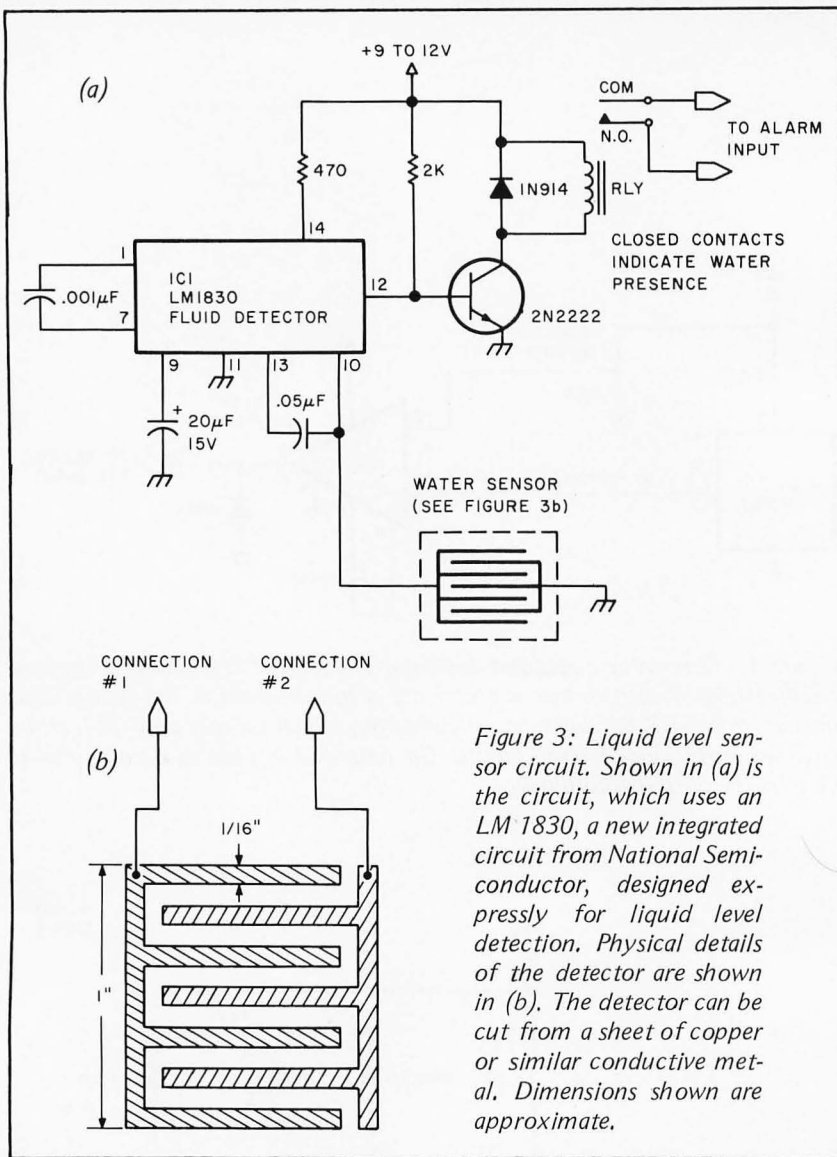 (a)
+9 TO 12V
COM
N.O.
TO ALARM
INPUT
470
2K
1N914
RLY
CLOSED CONTACTS
INDICATE WATER
PRESENCE
14
1
7
.001µF
IC1
LM1830
FLUID DETECTOR
12
2N2222
9
11
13
10
+
20µF
15V
.05µF
WATER SENSOR
(SEE FIGURE 3b)
CONNECTION
#1
CONNECTION
#2
(b)
1/16"
1"
Figure 3: Liquid level sen-
sor circuit. Shown in (a) is
the circuit, which uses an
LM 1830, a new integrated
circuit from National Semi-
conductor, designed ex-
pressly for liquid level
detection. Physical details
of the detector are shown
in (b). The detector can be
cut from a sheet of copper
or similar conductive met-
al. Dimensions shown are
approximate.